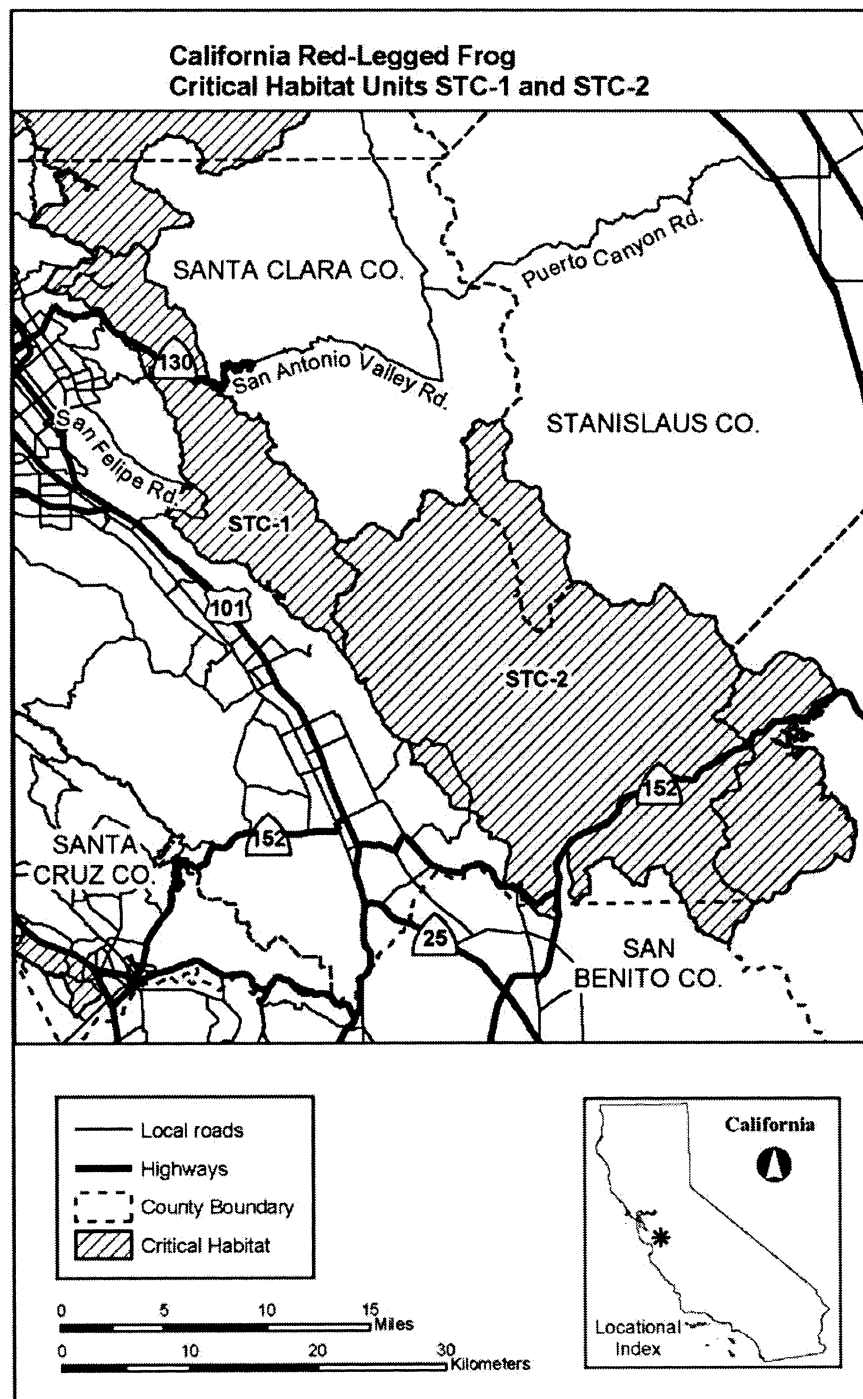 California Red-Legged Frog
Critical Habitat Units STC-1 and STC-2
SANTA CLARA CO.
Puerto Canyon Rd.
130
San Antonio Valley Rd.
STANISLAUS CO.
San Felipe Rd.
STC-1
101
STC-2
152
152
SANTA
CRUZ CO.
25
SAN
BENITO CO.
Local roads
Highways
County Boundary
Critical Habitat
0 5 10 15
Miles
0 10 20 30
Kilometers
California
Locational
Index